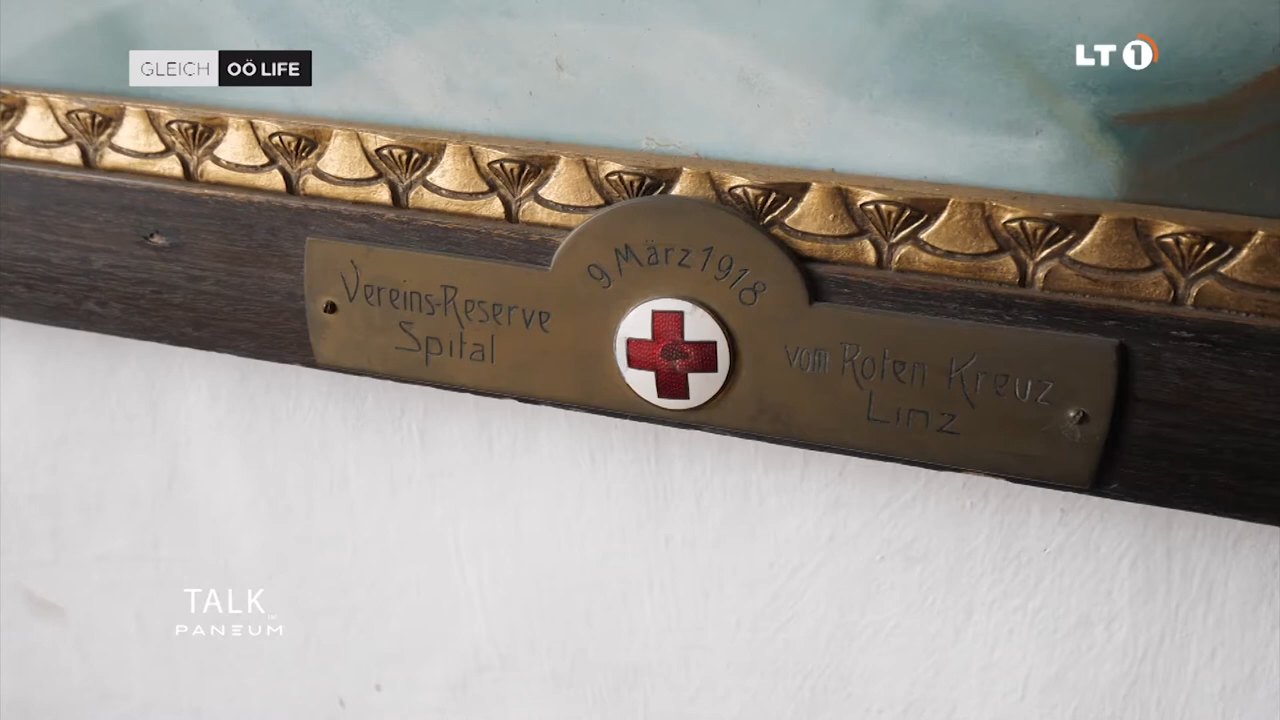 GLEICH OÖ LIFE
LT1
9 März 1918
Vereins-Reserve
Spital
vom Roten Kreuz
Linz
TALK
PANEUM